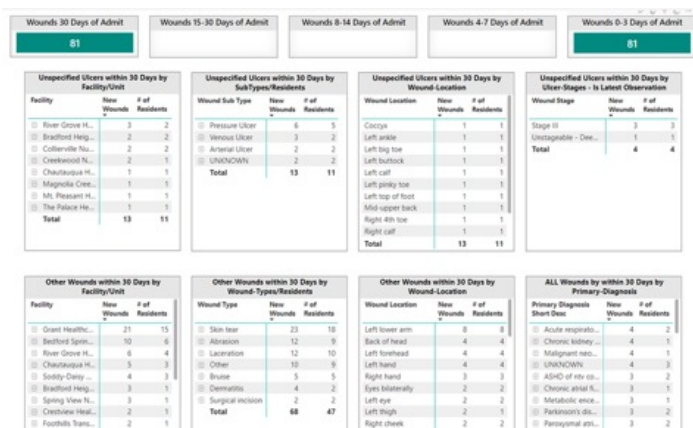 Wounds 30 Days of Admit
81
Wounds 15-30 Days of Admit
Wounds 8-14 Days of Admit
Wounds 4-7 Days of Admit
Wounds 0-3 Days of Admit
81
Unspecified Ulcers within 30 Days by
Facility/Unit
Facility New Wounds # of Residents
River Grove H... 3 2
Bradford Heig... 2 2
Collierville Nu... 2 2
Creekwood N... 2 1
Chautauqua H... 1 1
Magnolia Cree... 1 1
Mt. Pleasant H... 1 1
The Palace He... 1 1
Total 13 11
Unspecified Ulcers within 30 Days by
SubTypes/Residents
Wound Sub Type New Wounds # of Residents
Pressure Ulcer 6 5
Venous Ulcer 3 2
Arterial Ulcer 2 2
UNKNOWN 2 2
Total 13 11
Unspecified Ulcers within 30 Days by
Wound-Location
Wound Location New Wounds # of Residents
Coccyx 1 1
Left ankle 1 1
Left big toe 1 1
Left buttock 1 1
Left calf 1 1
Left pinky toe 1 1
Left top of foot 1 1
Mid-upper back 1 1
Right 4th toe 1 1
Right calf 1 1
Total 13 11
Unspecified Ulcers within 30 Days by
Ulcer-Stages - Is Latest Observation
Wound Stage New Wounds # of Residents
Stage III 3 3
Unstageable - Dee... 1 1
Total 4 4
Other Wounds within 30 Days by
Facility/Unit
Facility New Wounds # of Residents
Grant Healthc... 21 15
Bedford Sprin... 10 6
River Grove H... 6 4
Chautauqua H... 5 3
Soddy-Daisy ... 4 4
Bradford Heig... 3 1
Spring View N... 3 1
Crestview Heal... 2 1
Foothills Trans... 2 1
Other Wounds within 30 Days by
Wound-Types/Residents
Wound Type New Wounds # of Residents
Skin tear 23 18
Abrasion 12 9
Laceration 12 10
Other 10 9
Bruise 5 5
Dermatitis 4 2
Surgical incision 2 2
Total 68 47
Other Wounds within 30 Days by
Wound-Location
Wound Location New Wounds # of Residents
Left lower arm 8 8
Back of head 4 4
Left forehead 4 4
Left hand 4 4
Right hand 3 3
Eyes bilaterally 2 2
Left eye 2 2
Left thigh 2 1
Right cheek 2 2
ALL Wounds by within 30 Days by
Primary-Diagnosis
Primary Diagnosis Short Desc New Wounds # of Residents
Acute respirato... 4 2
Chronic kidney ... 4 1
Malignant neo... 4 1
UNKNOWN 4 3
ASHD of ntv co... 3 2
Chronic atrial fi... 3 1
Metabolic ence... 3 1
Parkinson's dis... 3 2
Paroxysmal atri... 3 2